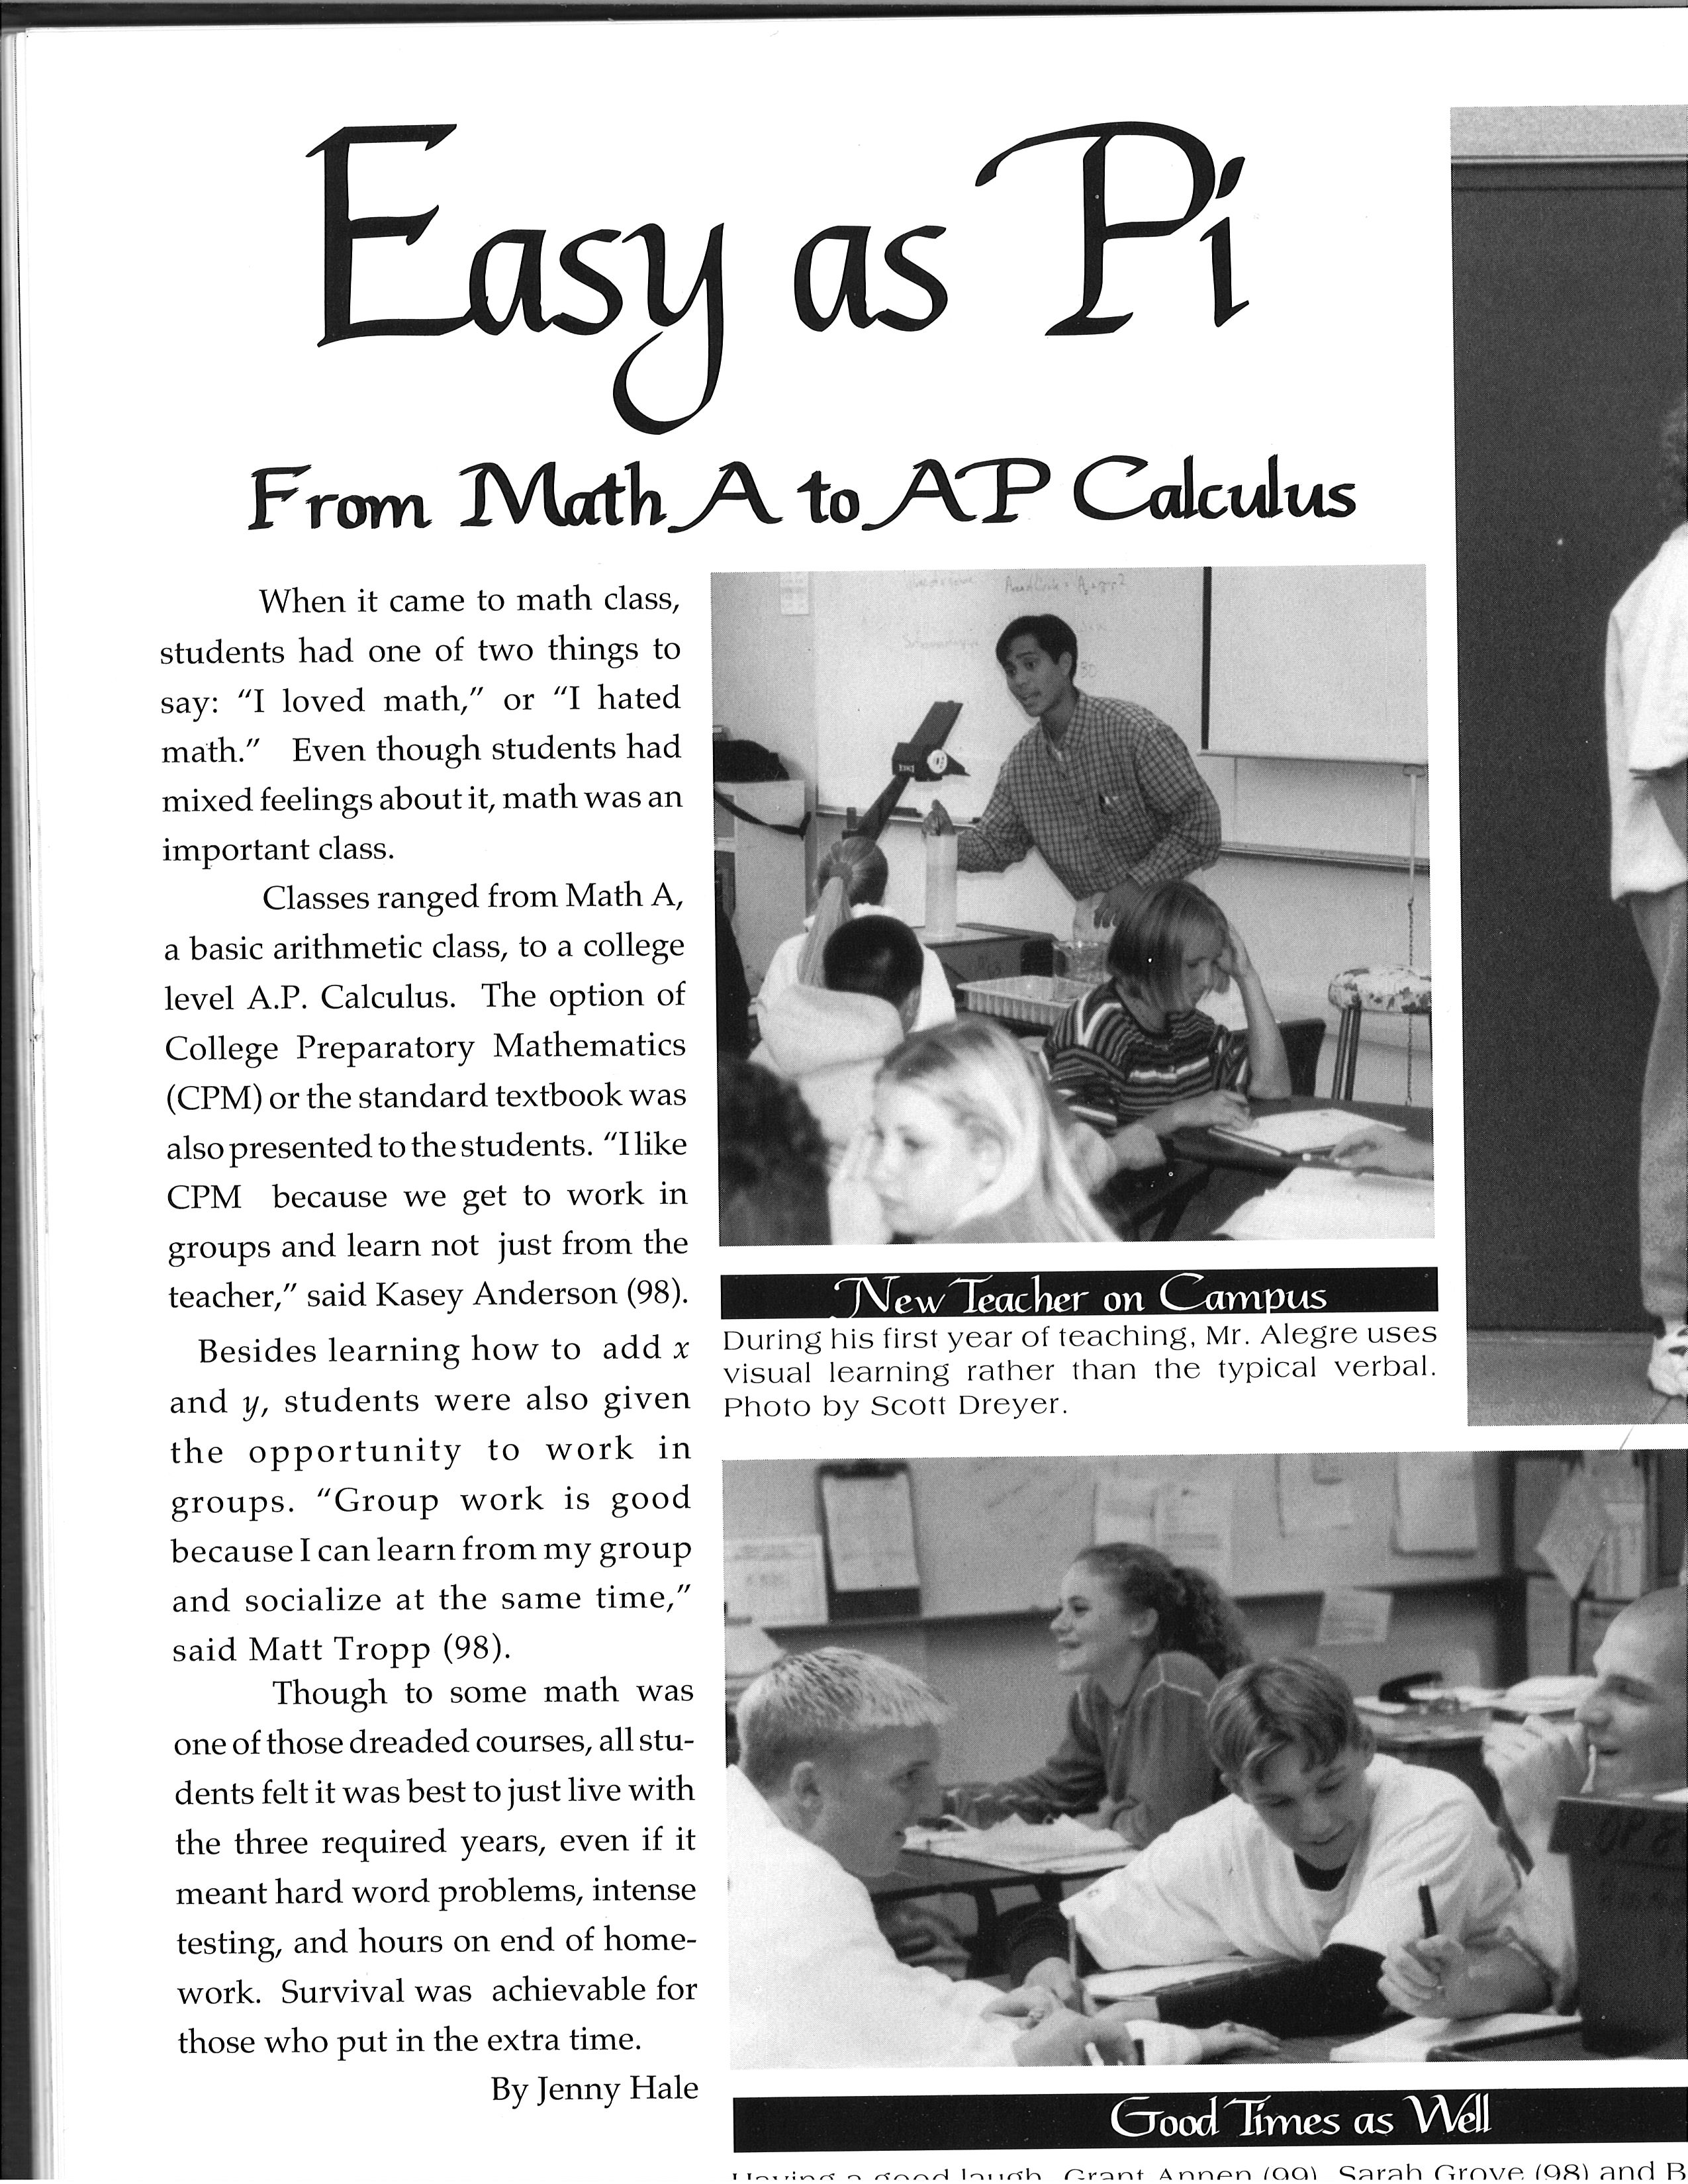 Easy as Pi
From Math A to AP Calculus
When it came to math class,
students had one of two things to
say: “I loved math,” or “I hated
math.” Even though students had
mixed feelings about it, math was an
important class.
Classes ranged from Math A,
a basic arithmetic class, to a college
level A.P. Calculus. The option of
College Preparatory Mathematics
(CPM) or the standard textbook was
also presented to the students. “I like
CPM because we get to work in
groups and learn not just from the
teacher,” said Kasey Anderson (98).
Besides learning how to add x
and y, students were also given
the opportunity to work in
groups. “Group work is good
because I can learn from my group
and socialize at the same time,”
said Matt Tropp (98).
Though to some math was
one of those dreaded courses, all stu-
dents felt it was best to just live with
the three required years, even if it
meant hard word problems, intense
testing, and hours on end of home-
work. Survival was achievable for
those who put in the extra time.
By Jenny Hale
New Teacher on Campus
During his first year of teaching, Mr. Alegre uses
visual learning rather than the typical verbal.
Photo by Scott Dreyer.
Good Times as Well
Having a good laugh, Grant Annen (99), Sarah Grove (98) and B